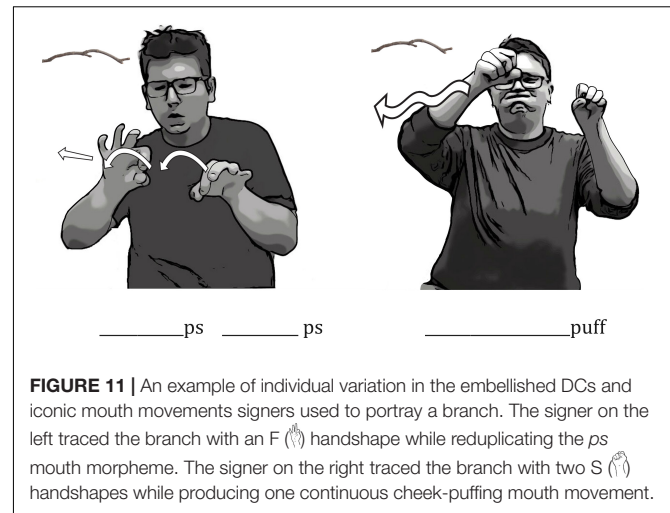 ________ps ________ ps
_______________puff
FIGURE 11 | An example of individual variation in the embellished DCs and
iconic mouth movements signers used to portray a branch. The signer on the
left traced the branch with an F () handshape while reduplicating the ps
mouth morpheme. The signer on the right traced the branch with two S ()
handshapes while producing one continuous cheek-puffing mouth movement.